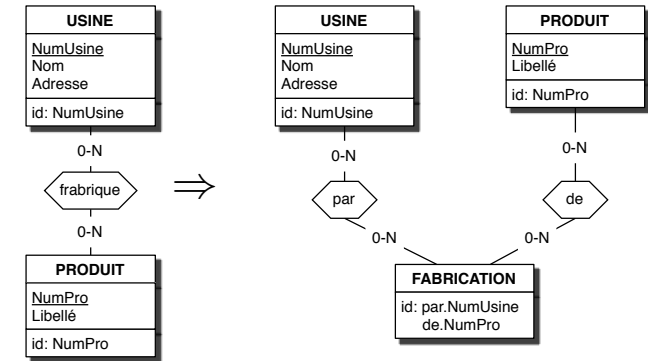 USINE
NumUsine
Nom
Adresse
id: NumUsine
0-N
frabrique
0-N
PRODUIT
NumPro
Libellé
id: NumPro
⇒
USINE
NumUsine
Nom
Adresse
id: NumUsine
0-N
par
0-N
PRODUIT
NumPro
Libellé
id: NumPro
0-N
de
0-N
FABRICATION
id: par.NumUsine
de.NumPro